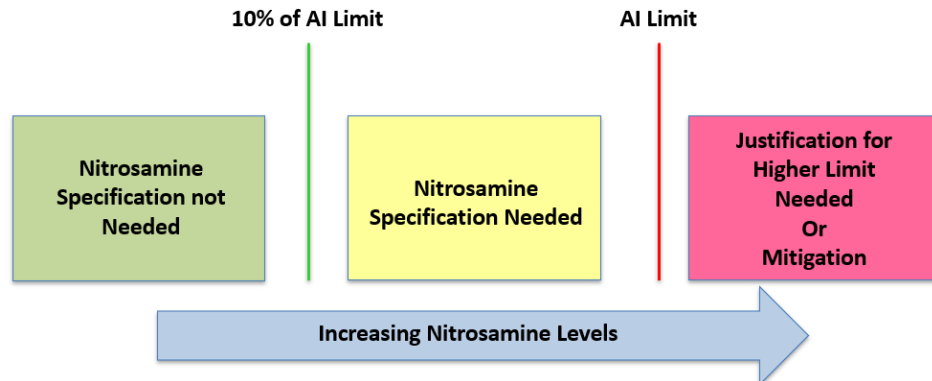 10% of AI Limit
AI Limit
Nitrosamine
Specification not
Needed
Nitrosamine
Specification Needed
Justification for
Higher Limit
Needed
Or
Mitigation
Increasing Nitrosamine Levels